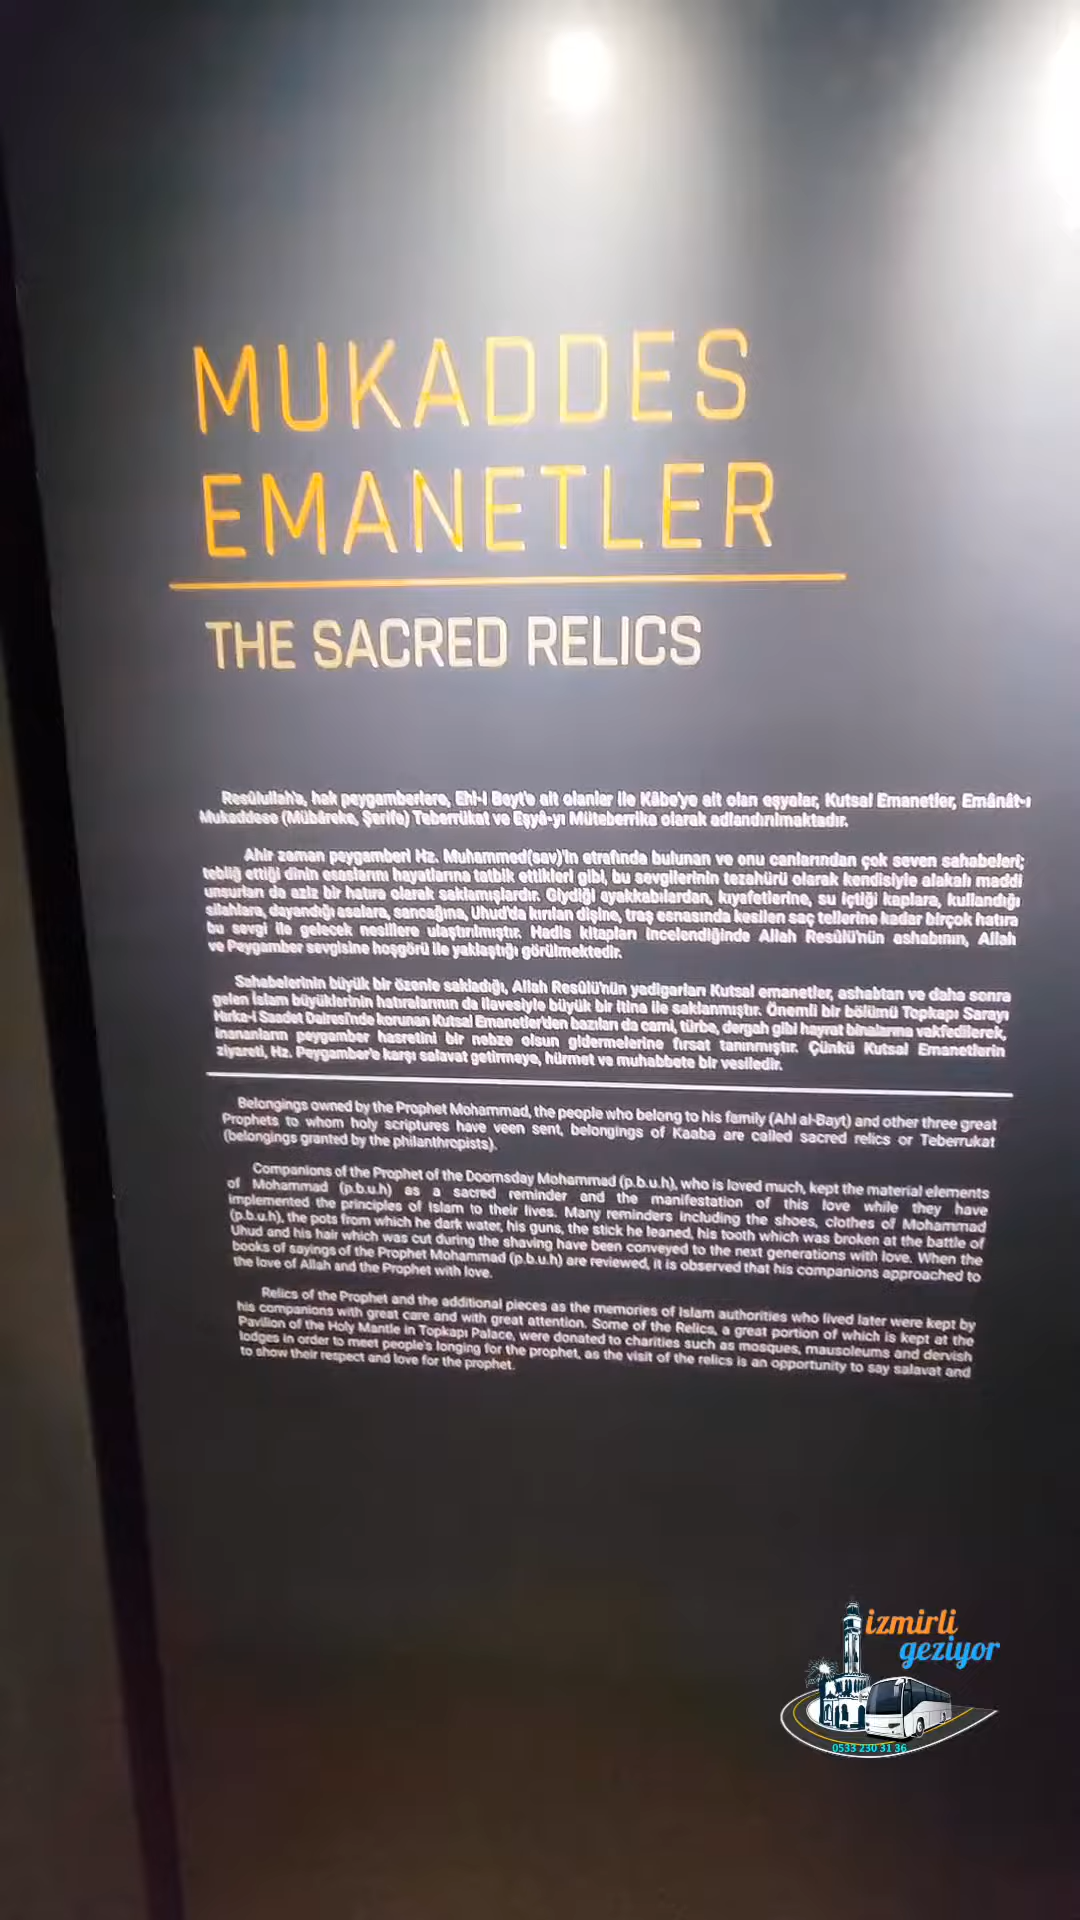 MUKADDES
EMANETLER
THE SACRED RELICS
Resûlullah'a, hak peygamberlere, Ehl-i Beyt'e ait olanlar ile Kâbe'ye ait olan eşyalar, Kutsal Emanetler, Emânât-ı
Mukaddese (Mübâreke, Şerife) Teberrükat ve Eşyâ-yı Müteberrika olarak adlandırılmaktadır.
Ahir zaman peygamberi Hz. Muhammed(sav)'in etrafında bulunan ve onu canlarından çok seven sahabeleri;
tebliğ ettiği dinin esaslarını hayatlarına tatbik ettikleri gibi, bu sevgilerinin tezahürü olarak kendisiyle alakalı maddi
unsurları da aziz bir hatıra olarak saklamışlardır. Giydiği ayakkabılardan, kıyafetlerine, su içtiği kaplara, kullandığı
silahlara, dayandığı asalara, sancağına, Uhud'da kırılan dişine, traş esnasında kesilen saç tellerine kadar birçok hatıra
bu sevgi ile gelecek nesillere ulaştırılmıştır. Hadis kitapları incelendiğinde Allah Resûlü'nün ashabının, Allah
ve Peygamber sevgisine hoşgörü ile yaklaştığı görülmektedir.
Sahabelerinin büyük bir özenle sakladığı, Allah Resûlü'nün yadigarları Kutsal emanetler, ashabtan ve daha sonra
gelen İslam büyüklerinin hatıralarının da ilavesiyle büyük bir itina ile saklanmıştır. Önemli bir bölümü Topkapı Sarayı
Hırka-i Saadet Dairesi'nde korunan Kutsal Emanetler'den bazıları da cami, türbe, dergah gibi hayrat binalarına vakfedilerek,
inananların peygamber hasretini bir nebze olsun gidermelerine fırsat tanınmıştır. Çünkü Kutsal Emanetlerin
ziyareti, Hz. Peygamber'e karşı salavat getirmeye, hürmet ve muhabbete bir vesiledir.
Belongings owned by the Prophet Mohammad, the people who belong to his family (Ahl al-Bayt) and other three great
Prophets to whom holy scriptures have veen sent, belongings of Kaaba are called sacred relics or Teberrukat
(belongings granted by the philanthropists).
Companions of the Prophet of the Doomsday Mohammad (p.b.u.h), who is loved much, kept the material elements
of Mohammad (p.b.u.h) as a sacred reminder and the manifestation of this love while they have
implemented the principles of Islam to their lives. Many reminders including the shoes, clothes of Mohammad
(p.b.u.h), the pots from which he dark water, his guns, the stick he leaned, his tooth which was broken at the battle of
Uhud and his hair which was cut during the shaving have been conveyed to the next generations with love. When the
books of sayings of the Prophet Mohammad (p.b.u.h) are reviewed, it is observed that his companions approached to
the love of Allah and the Prophet with love.
Relics of the Prophet and the additional pieces as the memories of Islam authorities who lived later were kept by
his companions with great care and with great attention. Some of the Relics, a great portion of which is kept at the
Pavilion of the Holy Mantle in Topkapı Palace, were donated to charities such as mosques, mausoleums and dervish
lodges in order to meet people's longing for the prophet, as the visit of the relics is an opportunity to say salavat and
to show their respect and love for the prophet.
izmirli
geziyor
0533 230 31 36